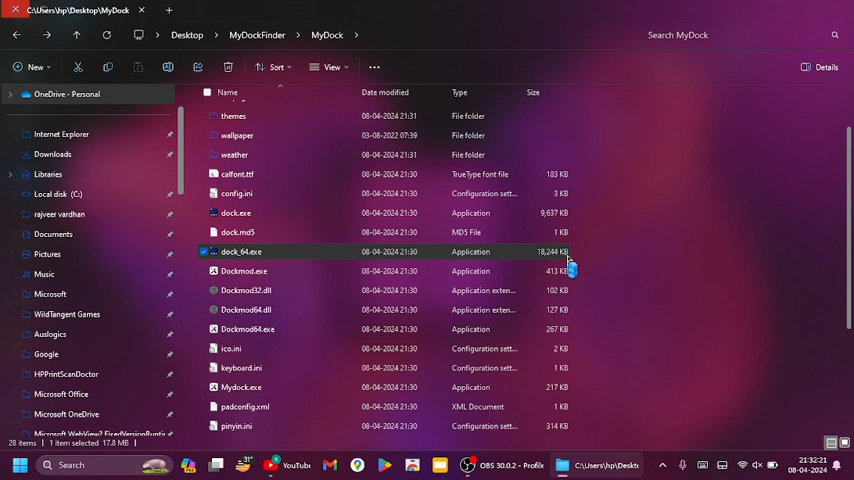 C:\Users\hp\Desktop\MyDock
Desktop > MyDockFinder > MyDock >
Search MyDock
New Sort View Details
OneDrive - Personal
Internet Explorer
Downloads
Libraries
Local disk (C:)
rajveer vardhan
Documents
Pictures
Music
Microsoft
WildTangent Games
Auslogics
Google
HPPrintScanDoctor
Microsoft Office
Microsoft OneDrive
Microsoft WebView2 FixedVersionRuntim
Name Date modified Type Size
themes 08-04-2024 21:31 File folder
wallpaper 03-08-2022 07:39 File folder
weather 08-04-2024 21:31 File folder
calfont.ttf 08-04-2024 21:30 TrueType font file 183 KB
config.ini 08-04-2024 21:30 Configuration sett... 3 KB
dock.exe 08-04-2024 21:30 Application 9,637 KB
dock.md5 08-04-2024 21:30 MD5 File 1 KB
dock_64.exe 08-04-2024 21:30 Application 18,244 KB
Dockmod.exe 08-04-2024 21:30 Application 413 KB
Dockmod32.dll 08-04-2024 21:30 Application exten... 102 KB
Dockmod64.dll 08-04-2024 21:30 Application exten... 127 KB
Dockmod64.exe 08-04-2024 21:30 Application 267 KB
ico.ini 08-04-2024 21:30 Configuration sett... 2 KB
keyboard.ini 08-04-2024 21:30 Configuration sett... 1 KB
Mydock.exe 08-04-2024 21:30 Application 217 KB
padconfig.xml 08-04-2024 21:30 XML Document 1 KB
pinyin.ini 08-04-2024 21:30 Configuration sett... 314 KB
28 items 1 item selected 17.8 MB
Search 31° YouTube OBS 30.0.2 - Profile C:\Users\hp\Deskto
21:32:21
08-04-2024